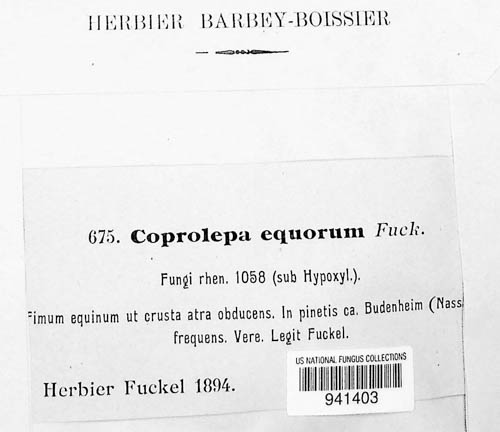 HERBIER BARBEY-BOISSIER
675. Coprolepa equorum Fuck.
Fungi rhen. 1058 (sub Hypoxyl.).
Fimum equinum ut crusta atra obducens. In pinetis ca. Budenheim (Nass
frequens. Vere. Legit Fuckel.
Herbier Fuckel 1894.
US NATIONAL FUNGUS COLLECTIONS
941403